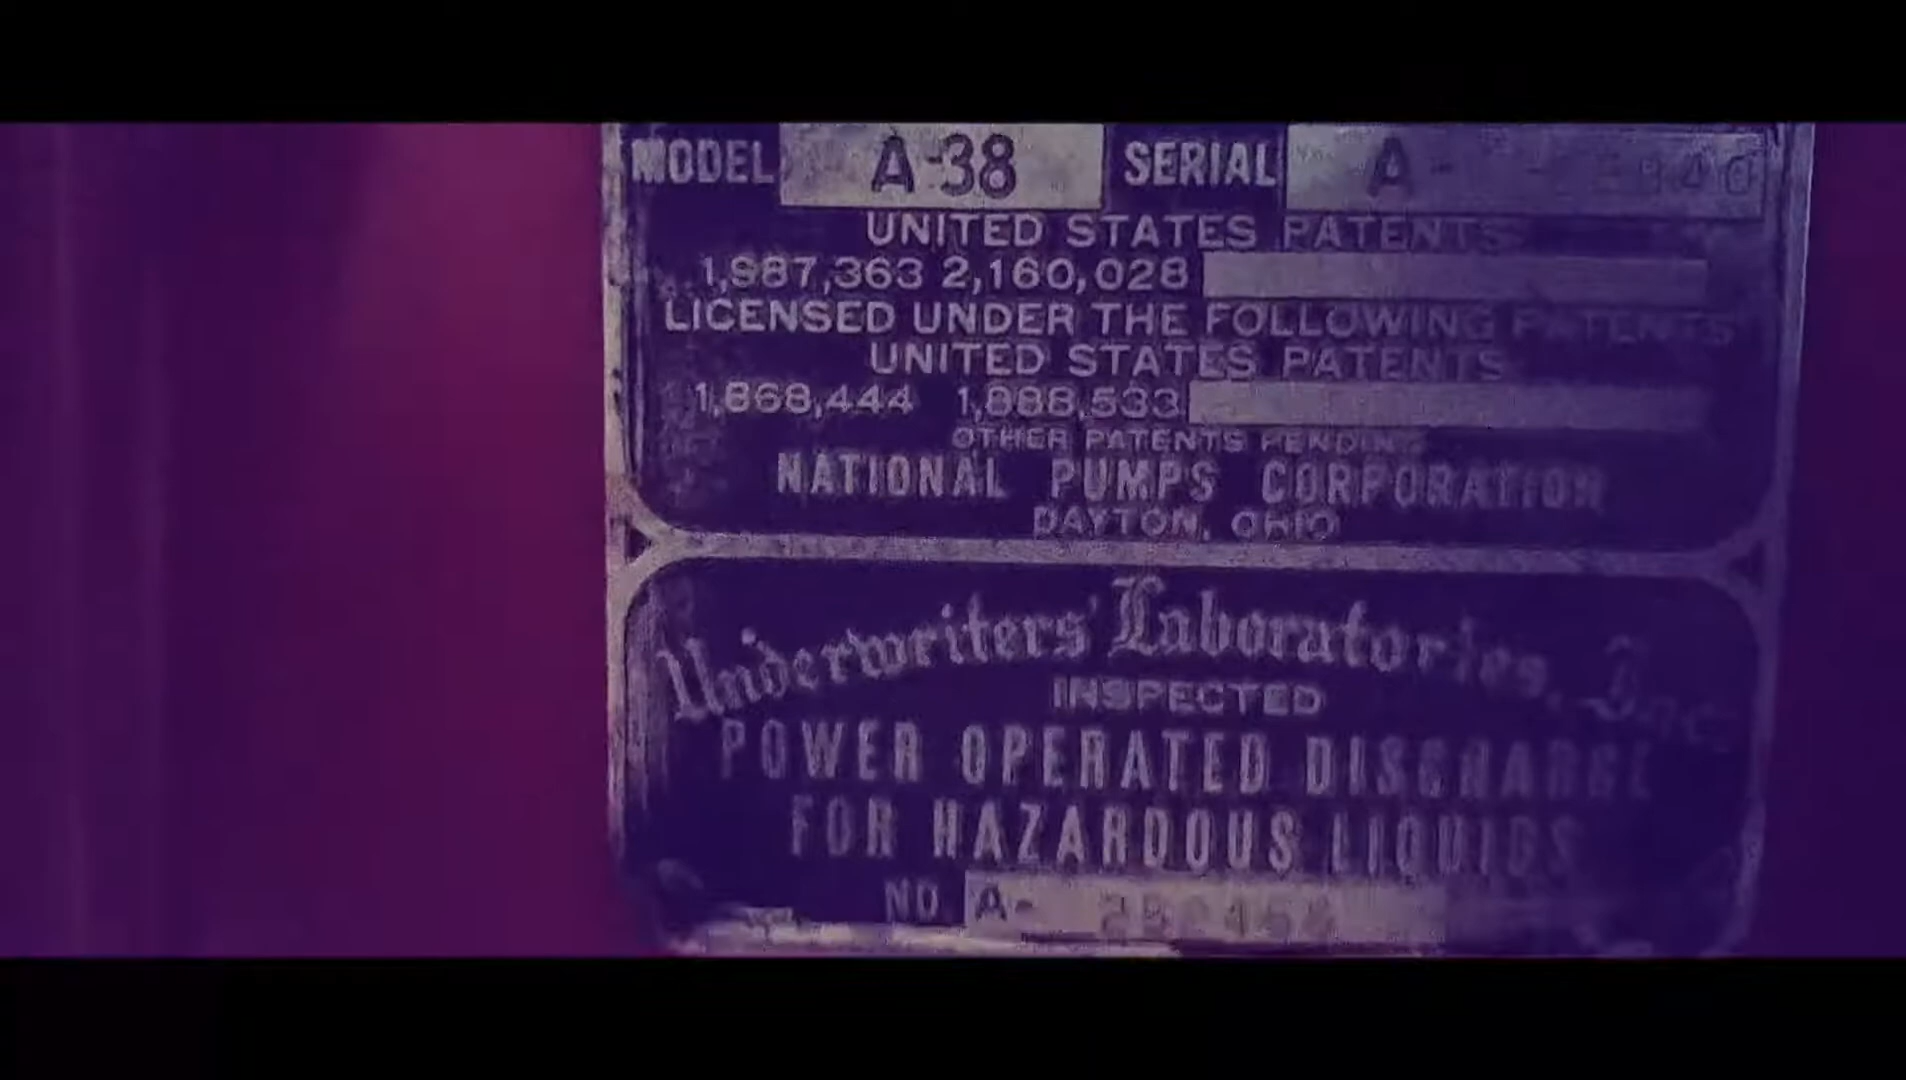 MODEL A-38 SERIAL A-
UNITED STATES PATENTS
1,987,363 2,160,028
LICENSED UNDER THE FOLLOWING PATENTS
UNITED STATES PATENTS
1,868,444 1,888,533
OTHER PATENTS PENDING
NATIONAL PUMPS CORPORATION
DAYTON, OHIO
Underwriters' Laboratories, Inc.
INSPECTED
POWER OPERATED DISCHARGE
FOR HAZARDOUS LIQUIDS
NO. A-